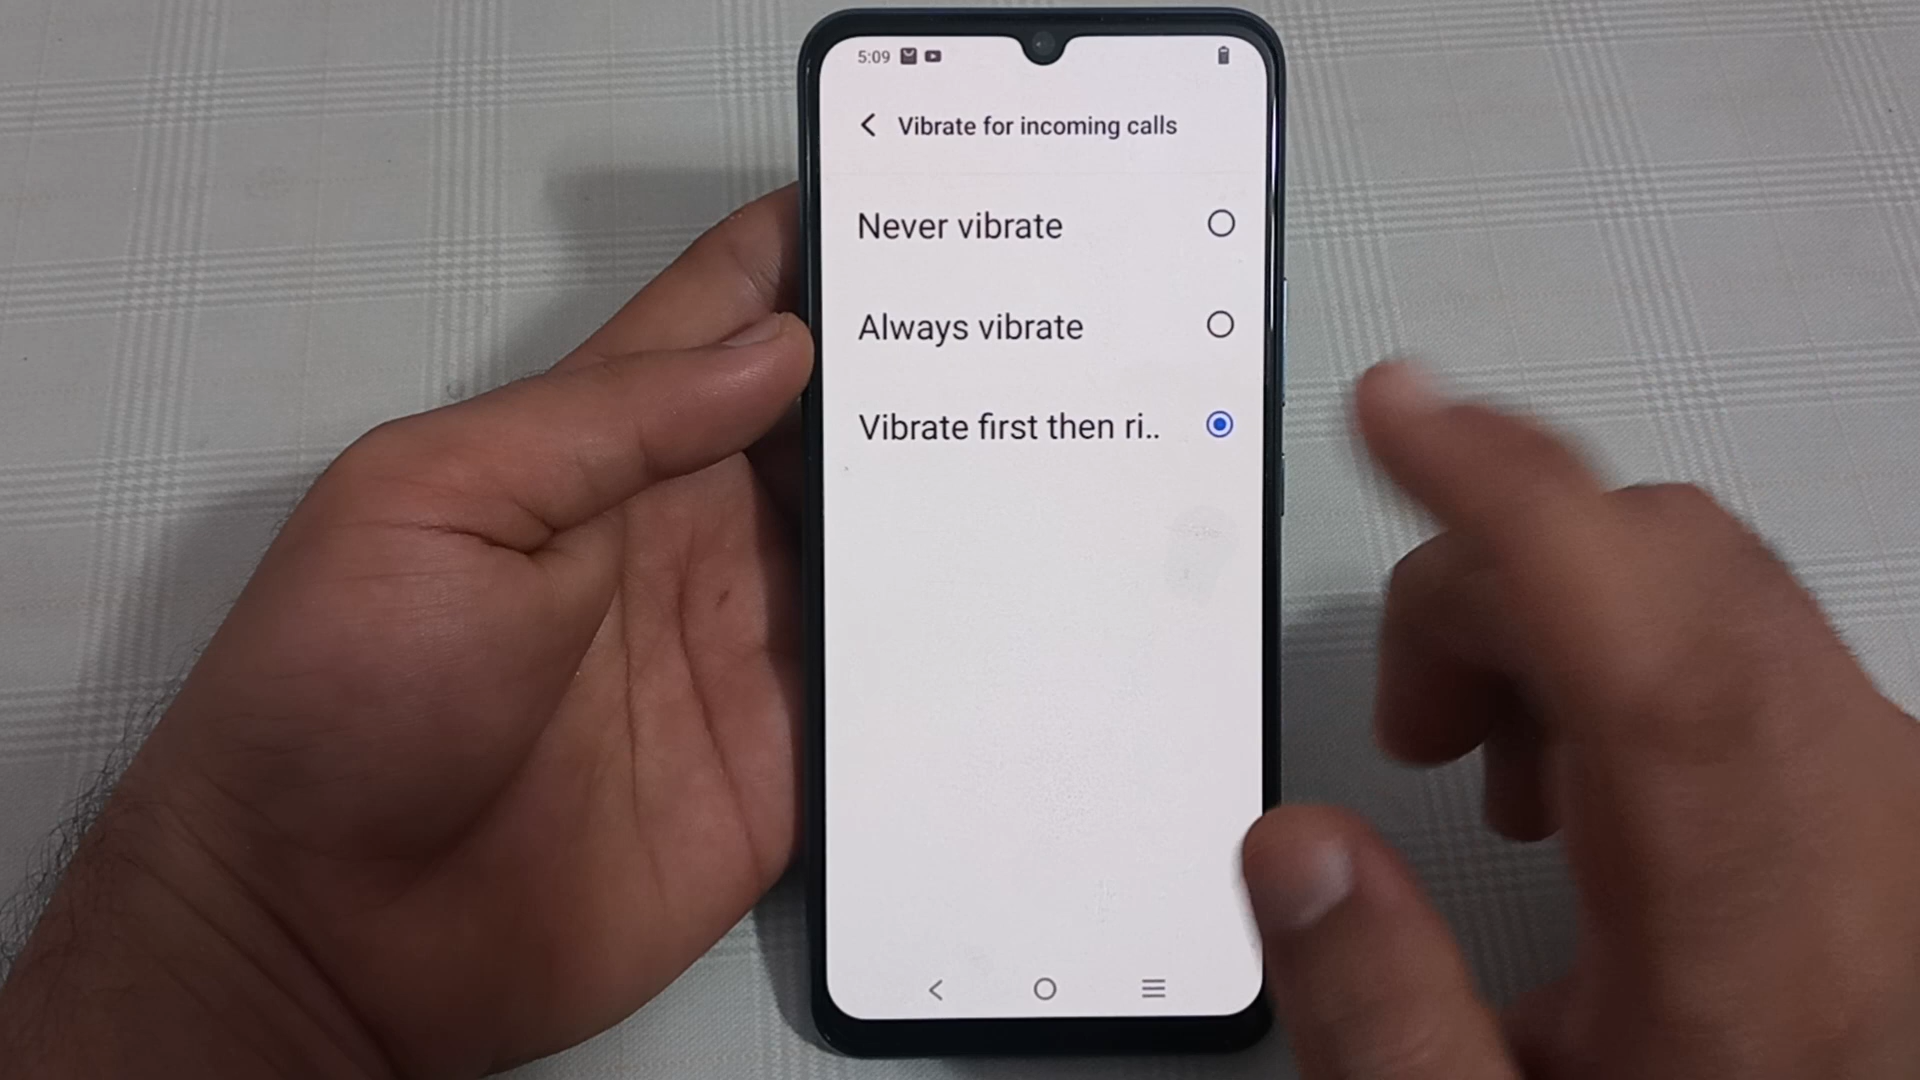 5:09
Vibrate for incoming calls
Never vibrate
Always vibrate
Vibrate first then ri..